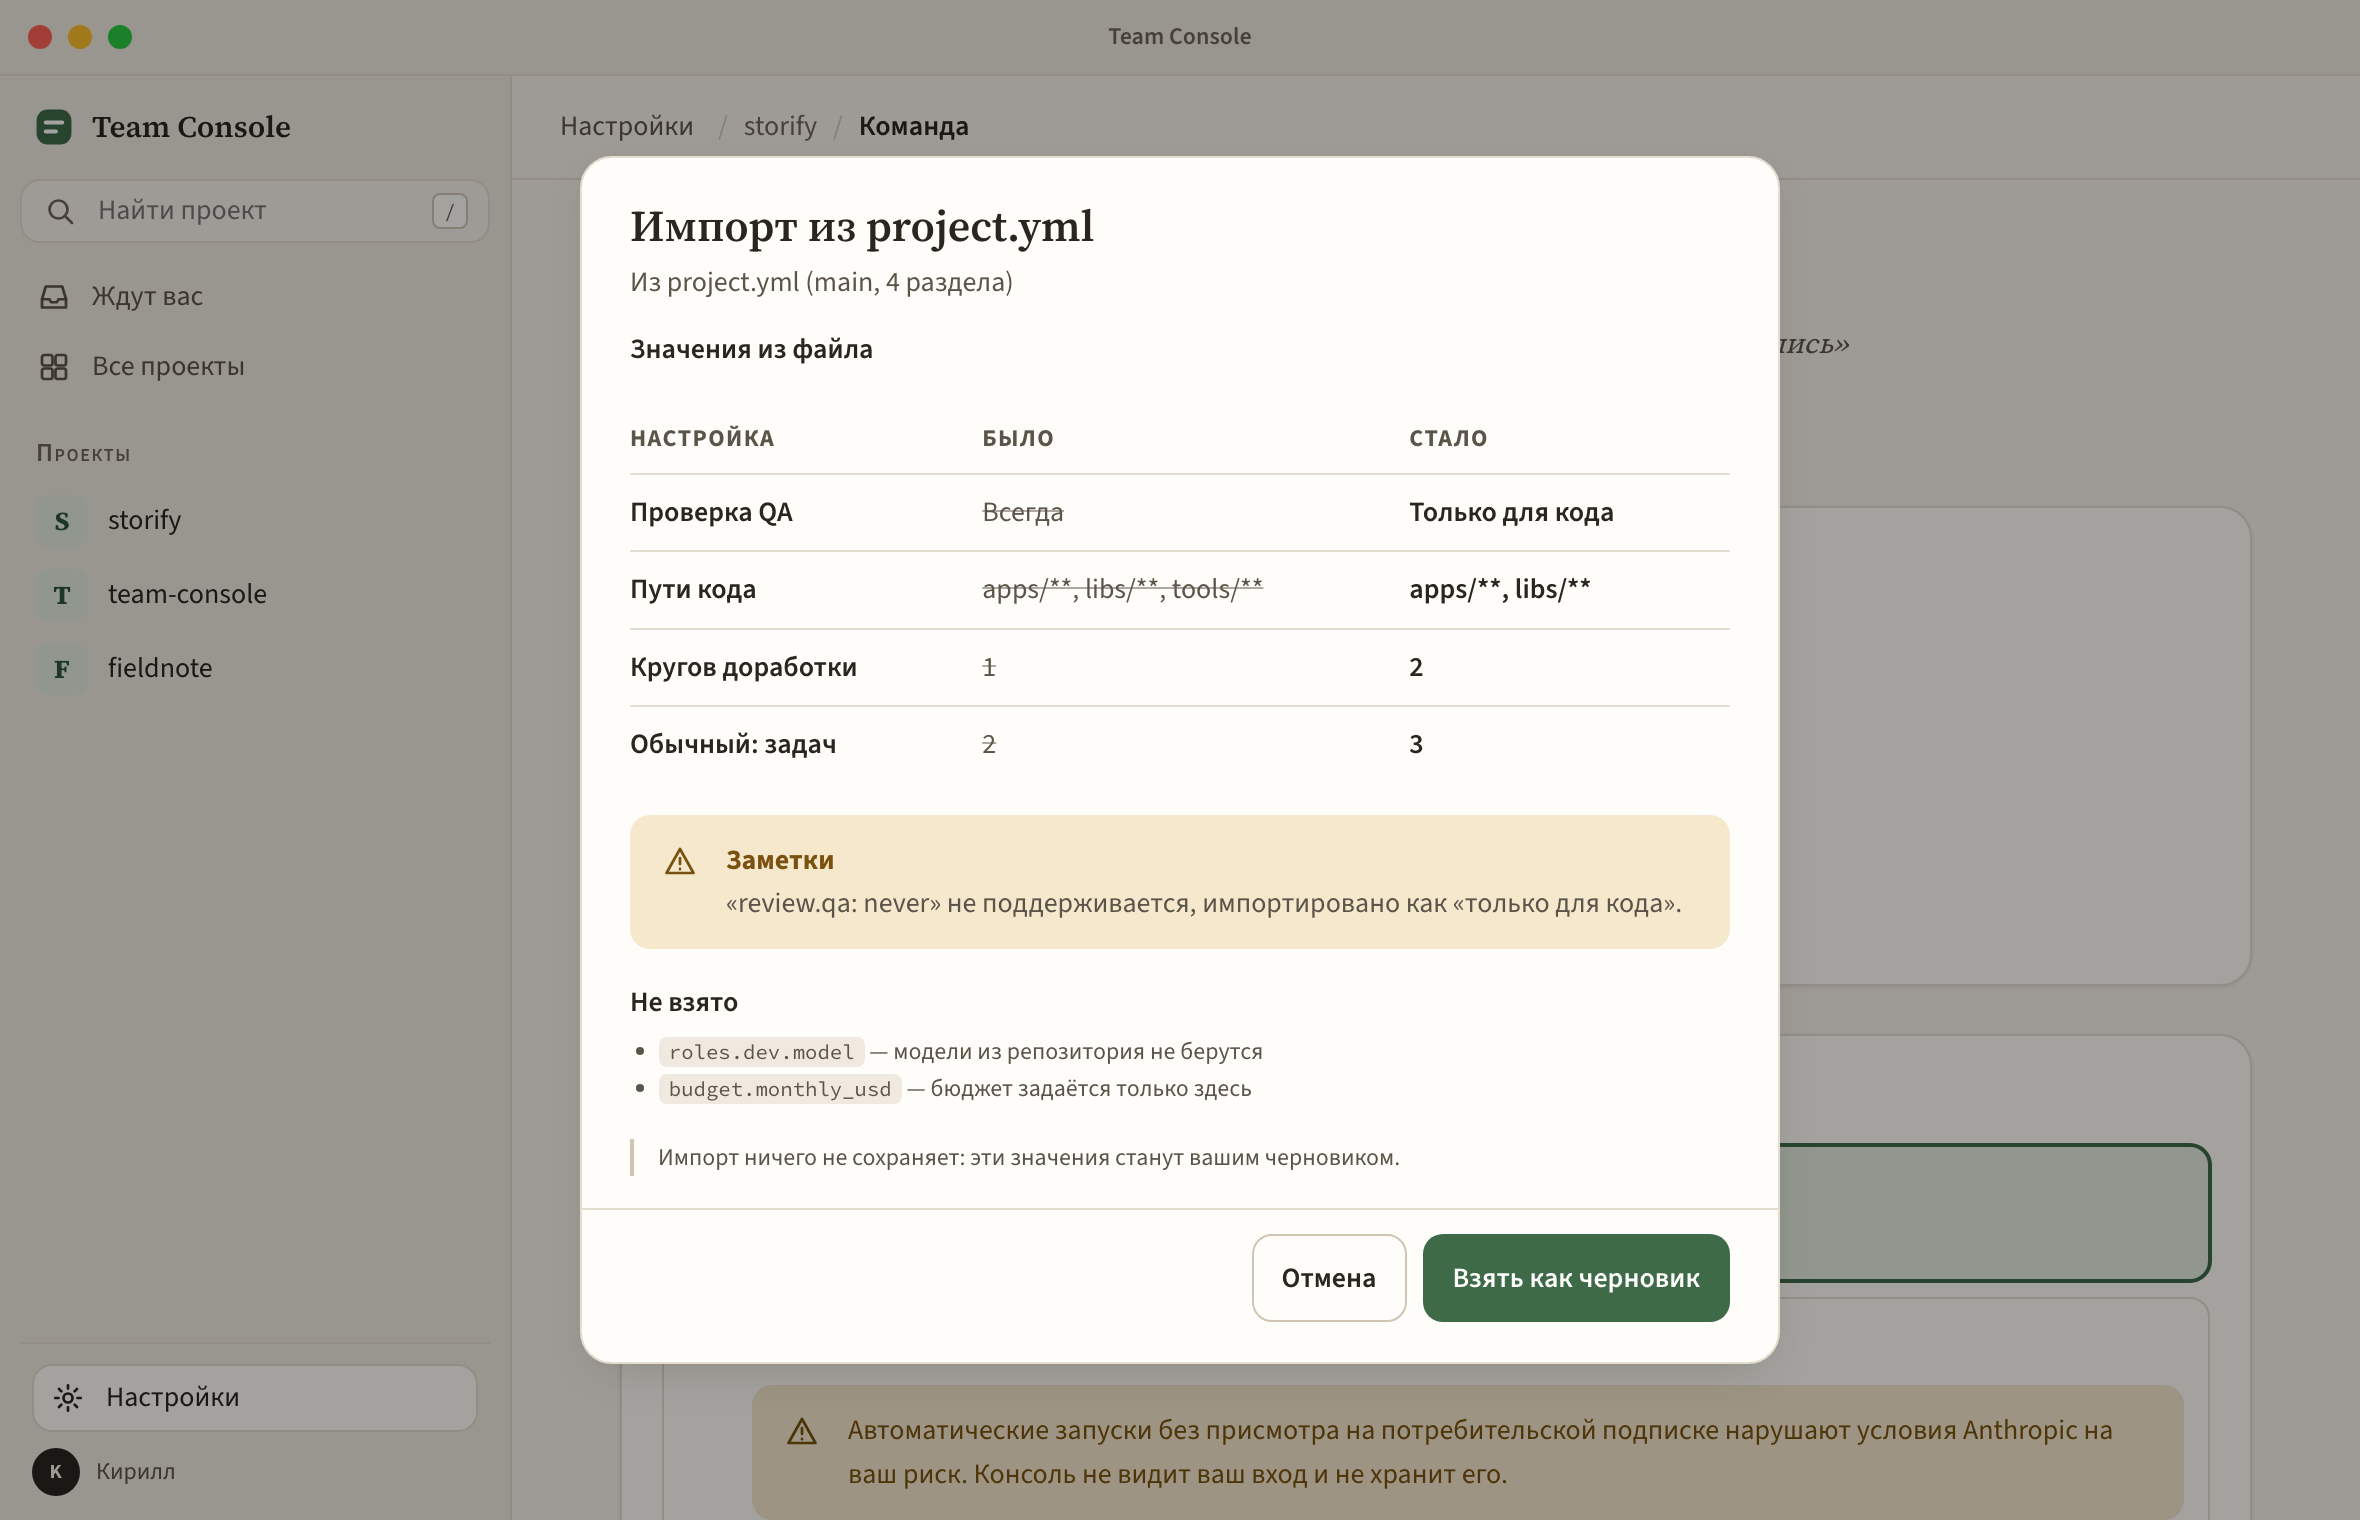 Team Console
Team Console
Найти проект /
Ждут вас
Все проекты
Проекты
S storify
T team-console
F fieldnote
Настройки
K Кирилл
Настройки / storify / Команда
Импорт из project.yml
Из project.yml (main, 4 раздела)
Значения из файла
НАСТРОЙКА БЫЛО СТАЛО
Проверка QA Всегда Только для кода
Пути кода apps/**, libs/**, tools/** apps/**, libs/**
Кругов доработки 1 2
Обычный: задач 2 3
Заметки
«review.qa: never» не поддерживается, импортировано как «только для кода».
Не взято
• roles.dev.model — модели из репозитория не берутся
• budget.monthly_usd — бюджет задаётся только здесь
Импорт ничего не сохраняет: эти значения станут вашим черновиком.
Отмена Взять как черновик
Автоматические запуски без присмотра на потребительской подписке нарушают условия Anthropic на
ваш риск. Консоль не видит ваш вход и не хранит его.